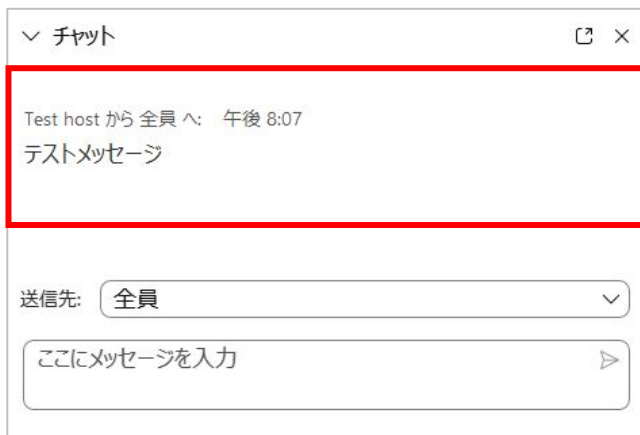 チャット
Test host から 全員 へ: 午後 8:07
テストメッセージ
送信先: 全員
ここにメッセージを入力